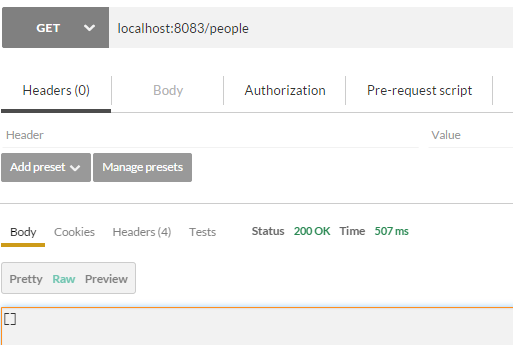 GET localhost:8083/people
Headers (0) Body Authorization Pre-request script
Header Value
Add preset Manage presets
Body Cookies Headers (4) Tests Status 200 OK Time 507 ms
Pretty Raw Preview
[]